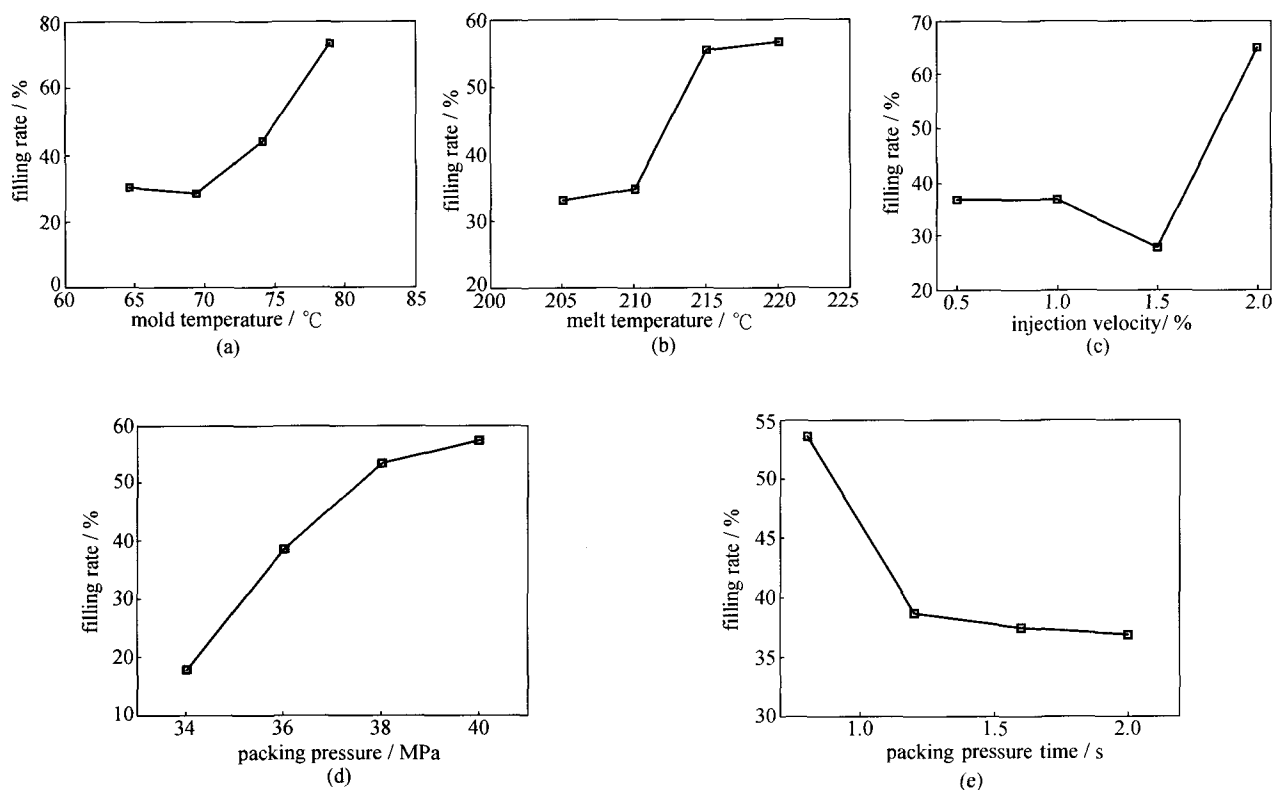 80
60
40
20
0
60 65 70 75 80 85
filling rate / %
mold temperature / ℃
(a)
60
50
40
30
20
200 205 210 215 220 225
filling rate / %
melt temperature / ℃
(b)
70
60
50
40
30
20
0.5 1.0 1.5 2.0
filling rate / %
injection velocity/ %
(c)
60
50
40
30
20
10
34 36 38 40
filling rate / %
packing pressure / MPa
(d)
55
50
45
40
35
30
1.0 1.5 2.0
filling rate / %
packing pressure time / s
(e)